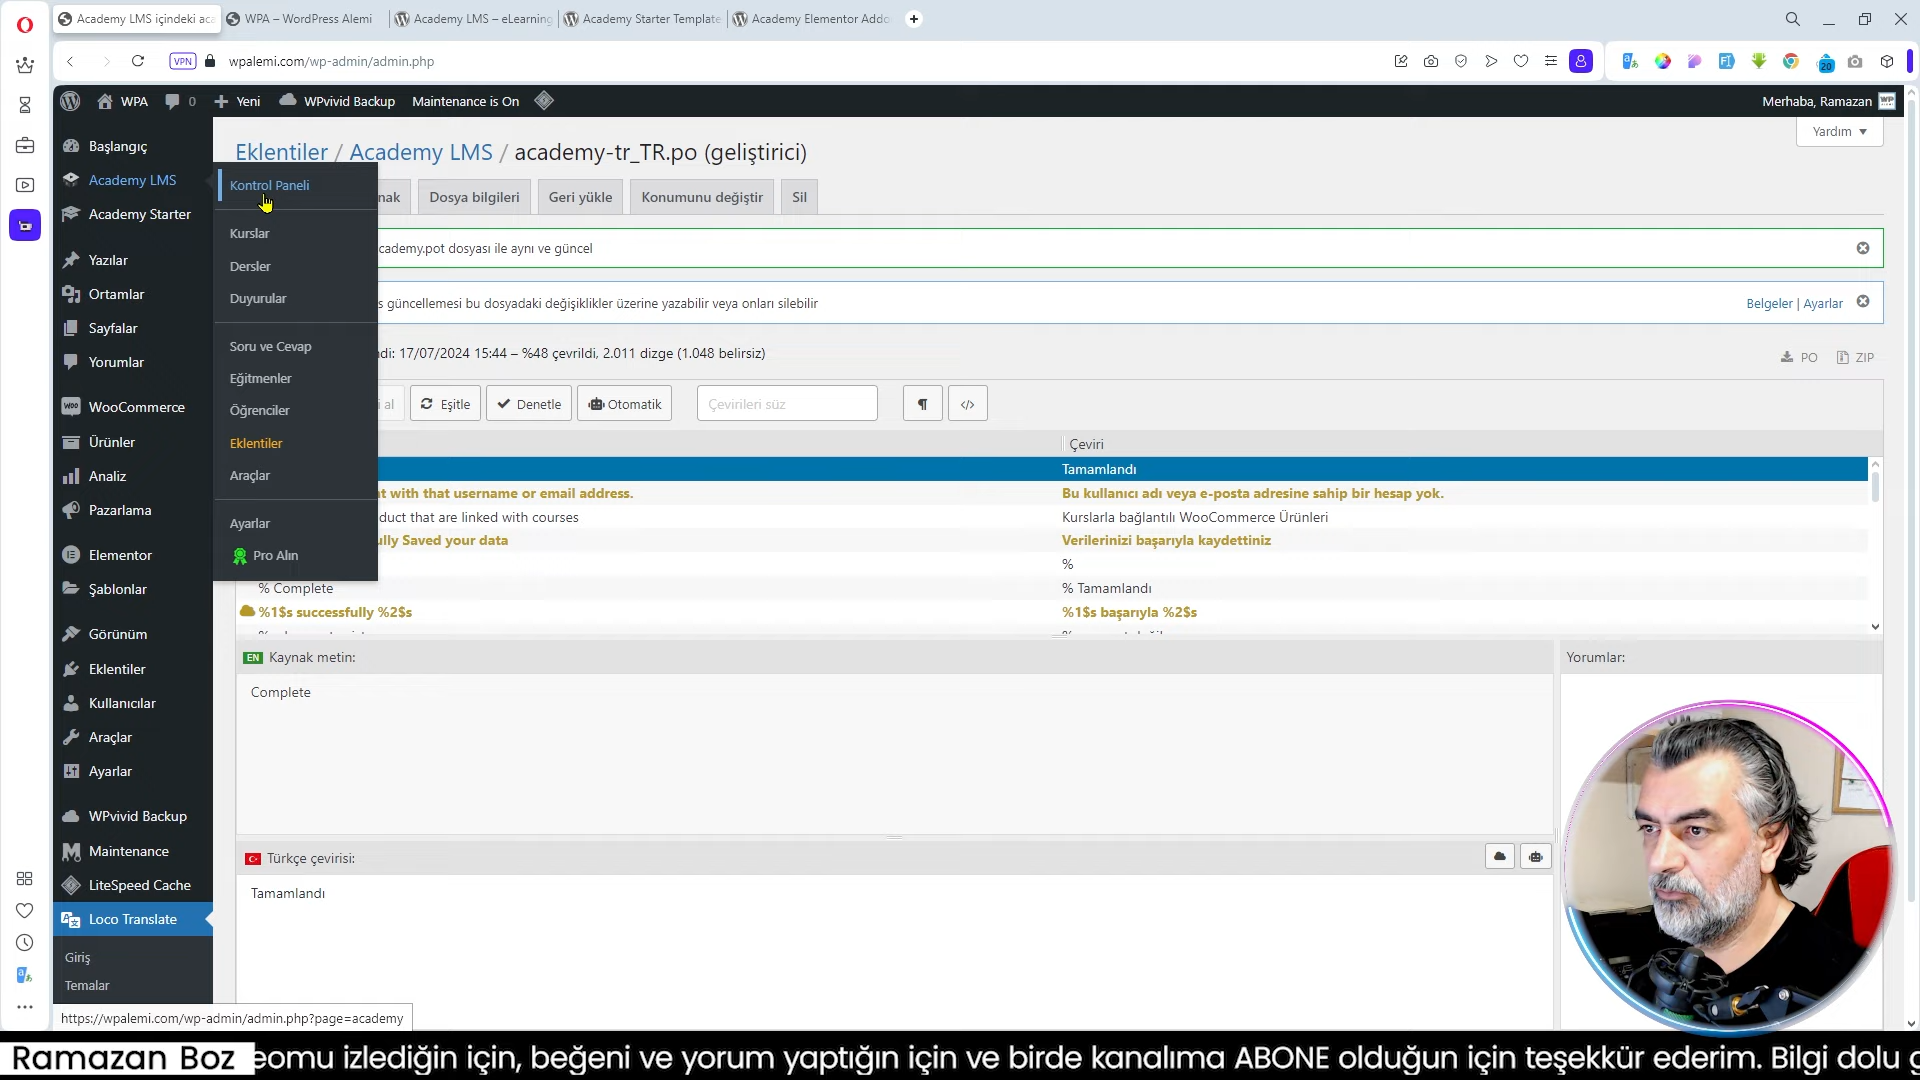 Academy LMS içindeki aca
WPA – WordPress Alemi
Academy LMS – eLearning
Academy Starter Template
Academy Elementor Addo
VPN
wpalemi.com/wp-admin/admin.php
20
WPA
0
Yeni
WPvivid Backup
Maintenance is On
Merhaba, Ramazan
Yardım
Başlangıç
Academy LMS
Academy Starter
Yazılar
Ortamlar
Sayfalar
Yorumlar
WooCommerce
Ürünler
Analiz
Pazarlama
Elementor
Şablonlar
Görünüm
Eklentiler
Kullanıcılar
Araçlar
Ayarlar
WPvivid Backup
Maintenance
LiteSpeed Cache
Loco Translate
Giriş
Temalar
Kontrol Paneli
Kurslar
Dersler
Duyurular
Soru ve Cevap
Eğitmenler
Öğrenciler
Eklentiler
Araçlar
Ayarlar
Pro Alın
Eklentiler / Academy LMS / academy-tr_TR.po (geliştirici)
nak
Dosya bilgileri
Geri yükle
Konumunu değiştir
Sil
cademy.pot dosyası ile aynı ve güncel
s güncellemesi bu dosyadaki değişiklikler üzerine yazabilir veya onları silebilir
Belgeler | Ayarlar
di: 17/07/2024 15:44 – %48 çevrildi, 2.011 dizge (1.048 belirsiz)
PO
ZIP
i al
Eşitle
Denetle
Otomatik
Çevirileri süz
¶
</>
Çeviri
Tamamlandı
t with that username or email address.
Bu kullanıcı adı veya e-posta adresine sahip bir hesap yok.
duct that are linked with courses
Kurslarla bağlantılı WooCommerce Ürünleri
lly Saved your data
Verilerinizi başarıyla kaydettiniz
%
% Complete
% Tamamlandı
%1$s successfully %2$s
%1$s başarıyla %2$s
EN Kaynak metin:
Yorumlar:
Complete
Türkçe çevirisi:
Tamamlandı
https://wpalemi.com/wp-admin/admin.php?page=academy
Ramazan Boz
eomu izlediğin için, beğeni ve yorum yaptığın için ve birde kanalıma ABONE olduğun için teşekkür ederim. Bilgi dolu g